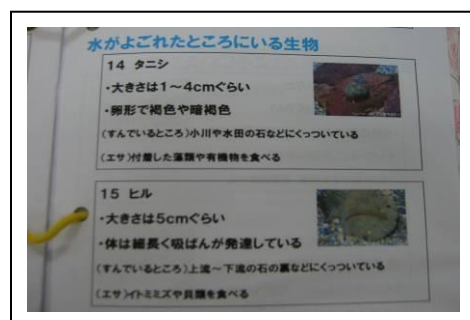 水がよごれたところにいる生物
14 タニシ
・大きさは1～4cmぐらい
・卵形で褐色や暗褐色
(すんでいるところ)小川や水田の石などにくっついている
(エサ)付着した藻類や有機物を食べる
15 ヒル
・大きさは5cmぐらい
・体は細長く吸ばんが発達している
(すんでいるところ)上流～下流の石の裏などにくっついている
(エサ)イトミミズや貝類を食べる